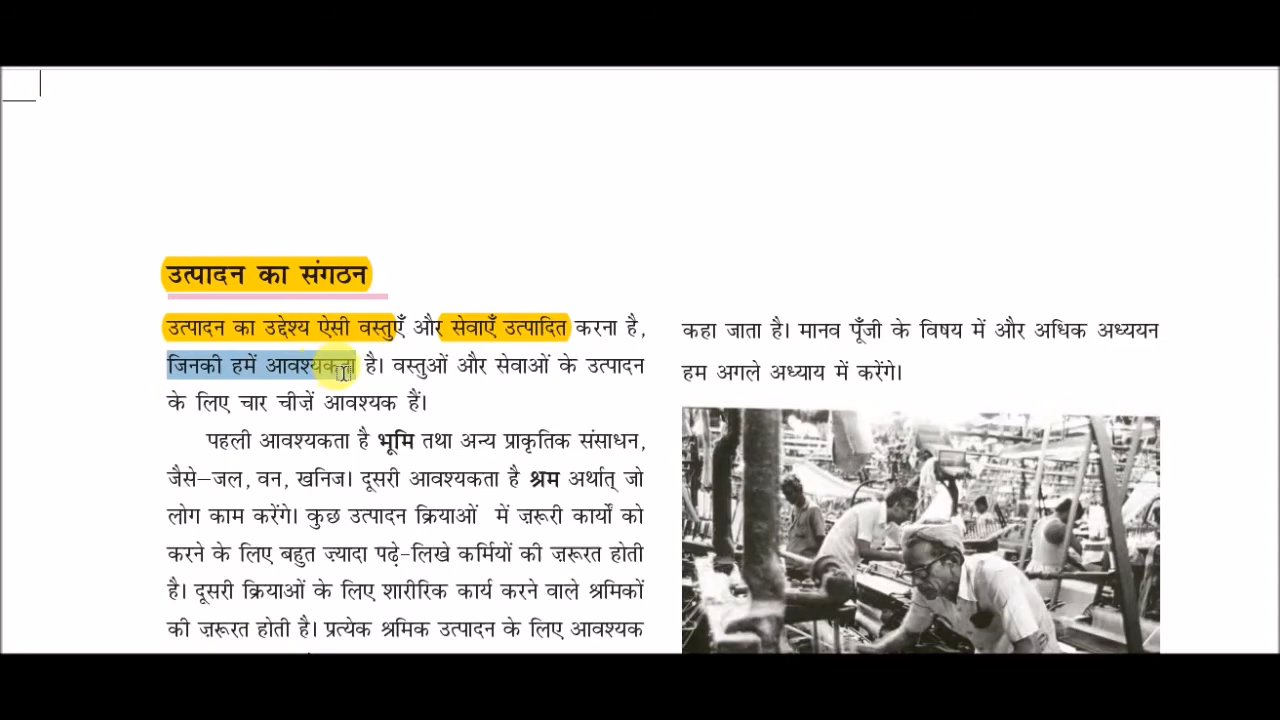 उत्पादन का संगठन
उत्पादन का उद्देश्य ऐसी वस्तुएँ और सेवाएँ उत्पादित करना है,
जिनकी हमें आवश्यकता है। वस्तुओं और सेवाओं के उत्पादन
के लिए चार चीज़ें आवश्यक हैं।
पहली आवश्यकता है भूमि तथा अन्य प्राकृतिक संसाधन,
जैसे–जल, वन, खनिज। दूसरी आवश्यकता है श्रम अर्थात् जो
लोग काम करेंगे। कुछ उत्पादन क्रियाओं में ज़रूरी कार्यों को
करने के लिए बहुत ज़्यादा पढ़े-लिखे कर्मियों की ज़रूरत होती
है। दूसरी क्रियाओं के लिए शारीरिक कार्य करने वाले श्रमिकों
की ज़रूरत होती है। प्रत्येक श्रमिक उत्पादन के लिए आवश्यक
कहा जाता है। मानव पूँजी के विषय में और अधिक अध्ययन
हम अगले अध्याय में करेंगे।